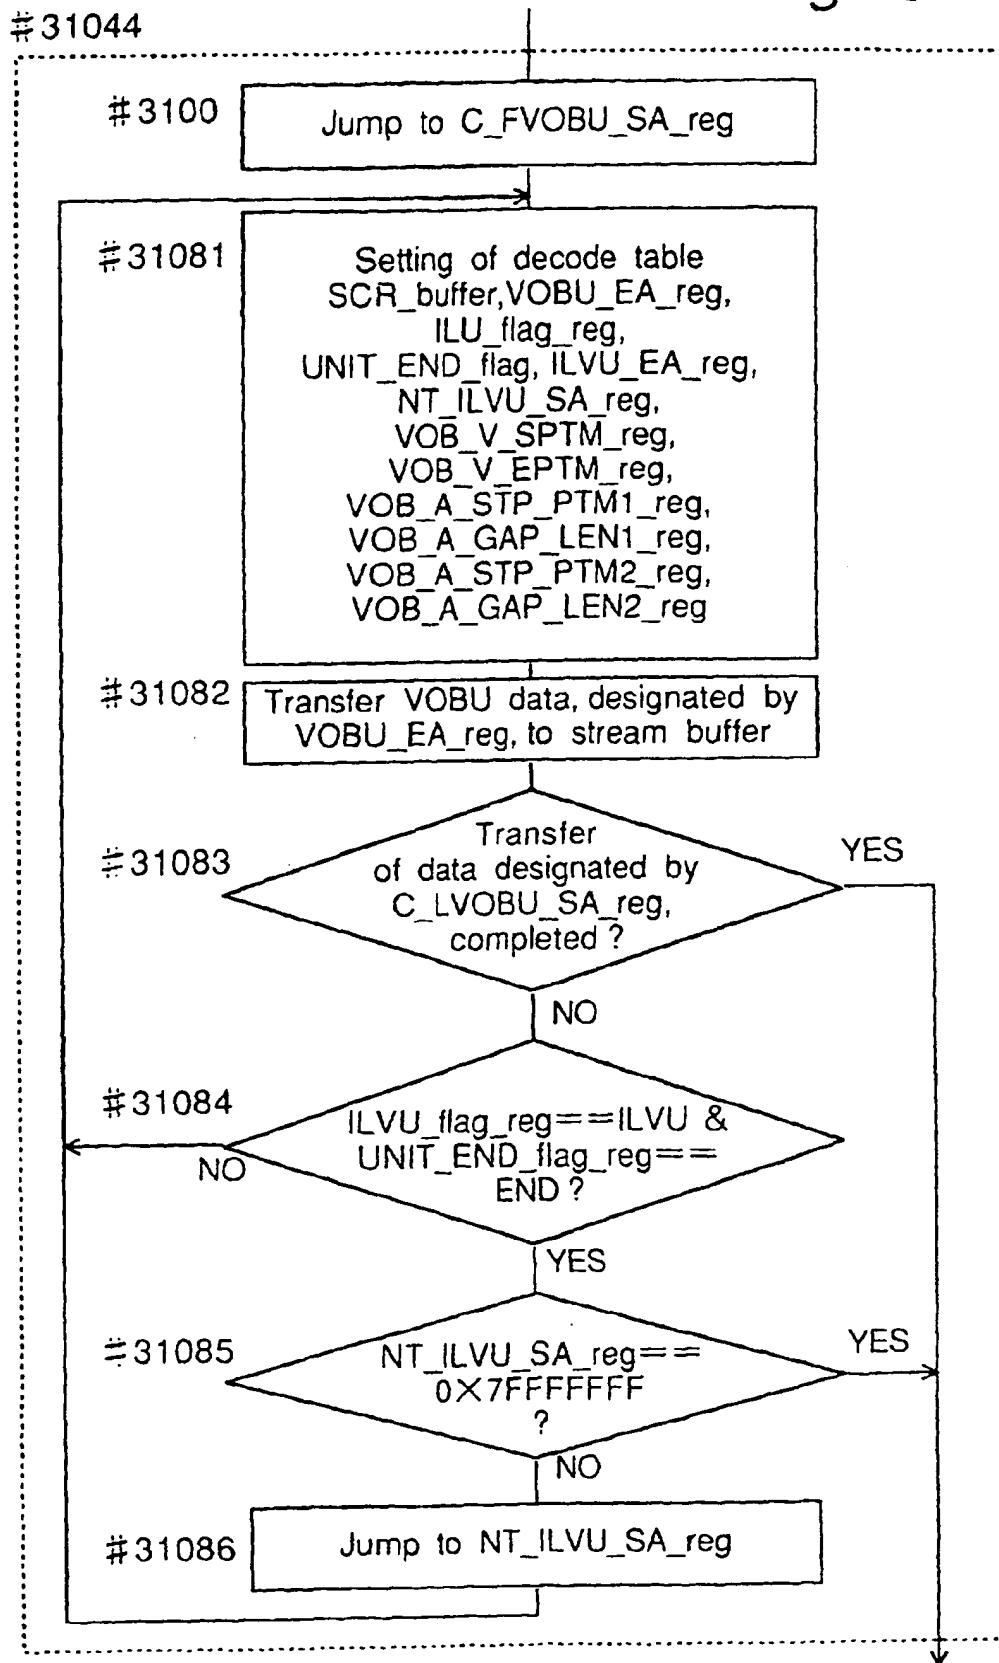 #31044
#3100
Jump to C_FVOBU_SA_reg
#31081
Setting of decode table
SCR_buffer,VOBU_EA_reg,
ILU_flag_reg,
UNIT_END_flag, ILVU_EA_reg,
NT_ILVU_SA_reg,
VOB_V_SPTM_reg,
VOB_V_EPTM_reg,
VOB_A_STP_PTM1_reg,
VOB_A_GAP_LEN1_reg,
VOB_A_STP_PTM2_reg,
VOB_A_GAP_LEN2_reg
#31082
Transfer VOBU data, designated by
VOBU_EA_reg, to stream buffer
#31083
Transfer
of data designated by
C_LVOBU_SA_reg,
completed ?
YES
NO
#31084
ILVU_flag_reg==ILVU &
UNIT_END_flag_reg==
END ?
NO
YES
#31085
NT_ILVU_SA_reg==
0X7FFFFFFF
?
YES
NO
#31086
Jump to NT_ILVU_SA_reg